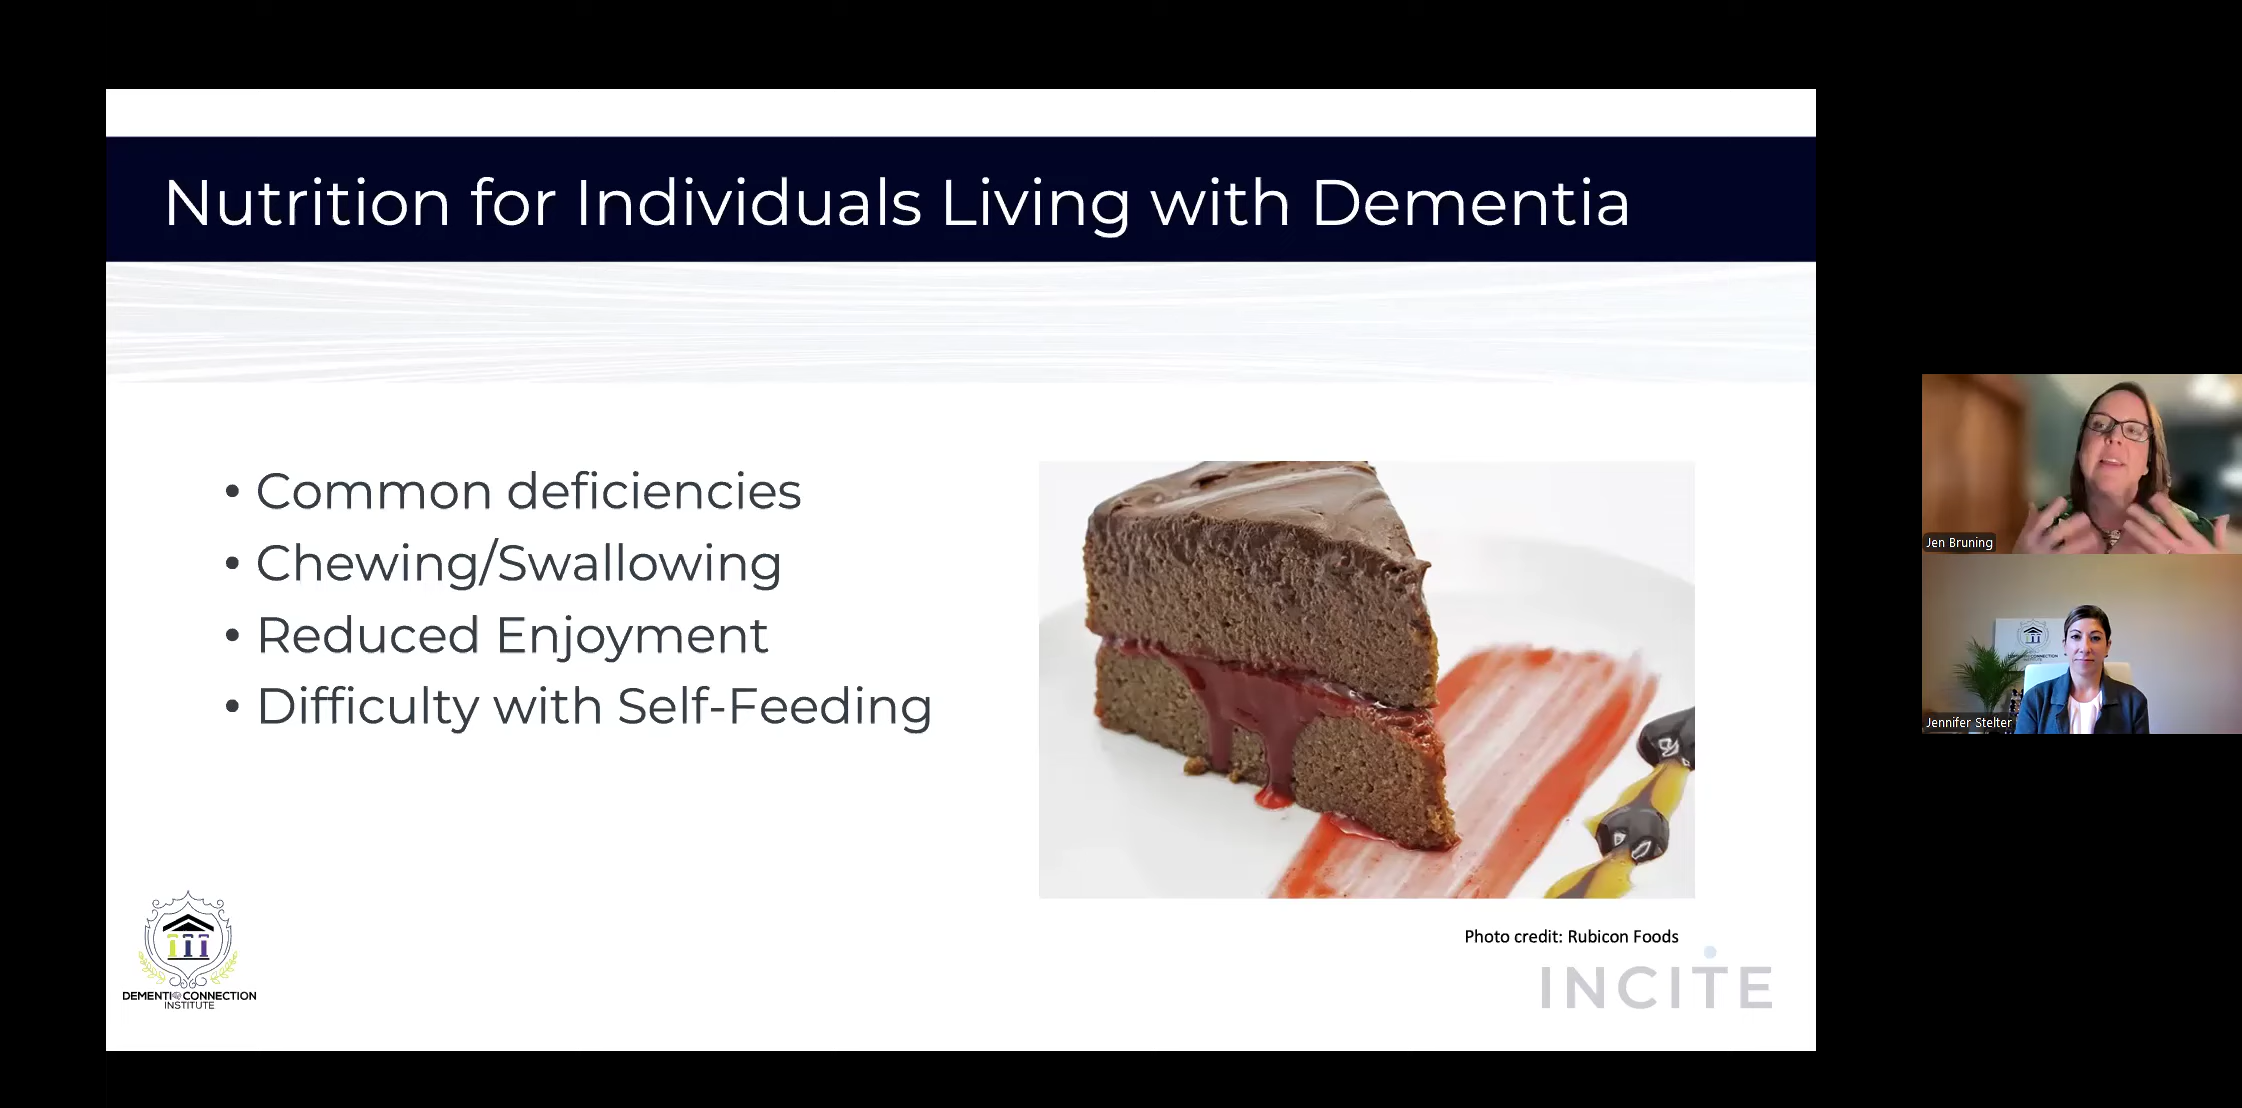 Nutrition for Individuals Living with Dementia
• Common deficiencies
• Chewing/Swallowing
• Reduced Enjoyment
• Difficulty with Self-Feeding
Photo credit: Rubicon Foods
DEMENTIA CONNECTION
INSTITUTE
INCITE
Jen Bruning
Jennifer Stelter